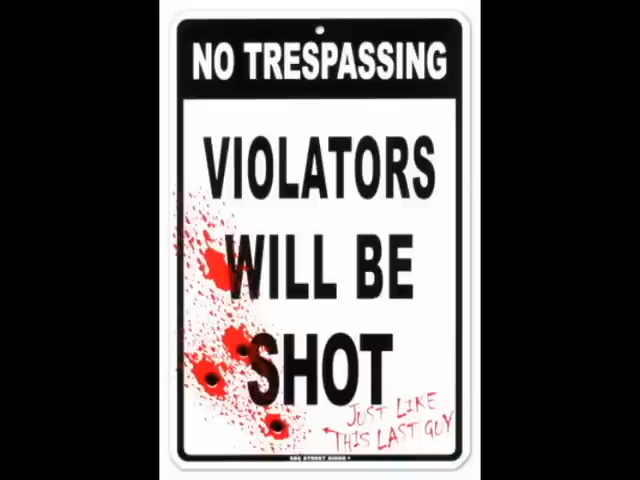 NO TRESPASSING
VIOLATORS
WILL BE
SHOT
JUST LIKE
THIS LAST GUY